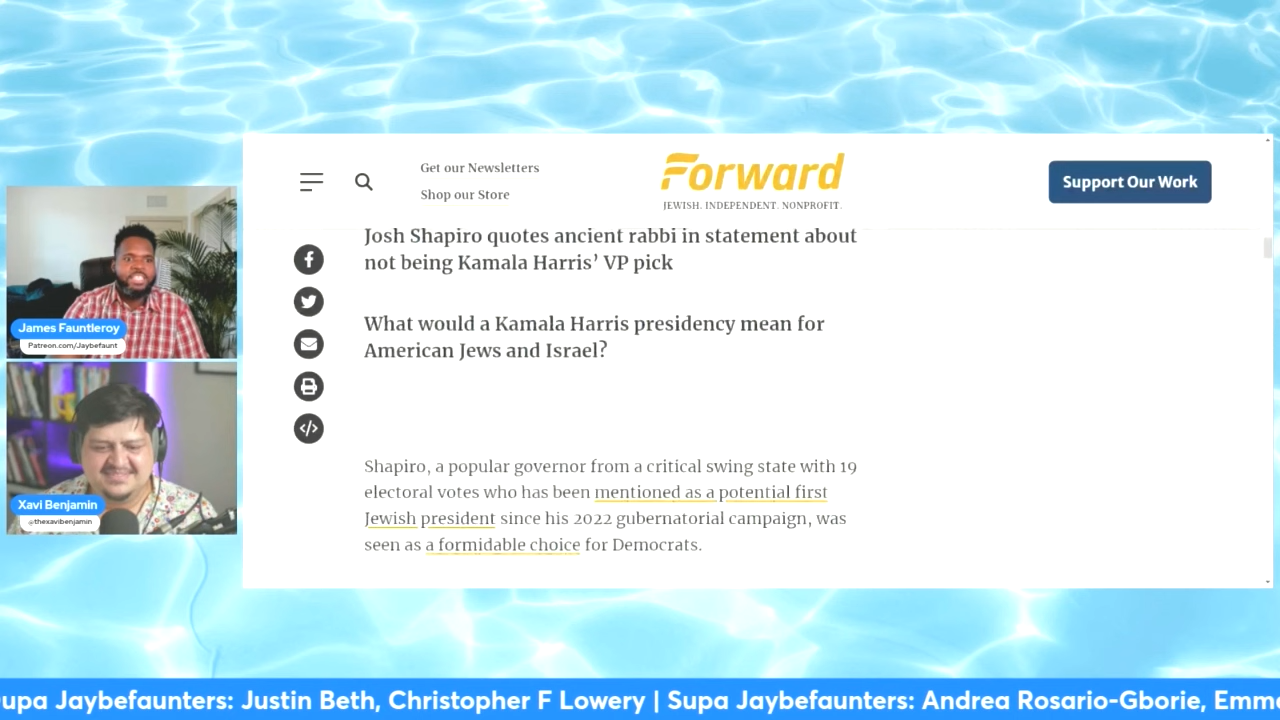 Get our Newsletters
Shop our Store
Forward
JEWISH. INDEPENDENT. NONPROFIT.
Support Our Work
Josh Shapiro quotes ancient rabbi in statement about
not being Kamala Harris’ VP pick
What would a Kamala Harris presidency mean for
American Jews and Israel?
Shapiro, a popular governor from a critical swing state with 19
electoral votes who has been mentioned as a potential first
Jewish president since his 2022 gubernatorial campaign, was
seen as a formidable choice for Democrats.
James Fauntleroy
Patreon.com/Jaybefaunt
Xavi Benjamin
@thexavibenjamin
upa Jaybefaunters: Justin Beth, Christopher F Lowery | Supa Jaybefaunters: Andrea Rosario-Gborie, Emm